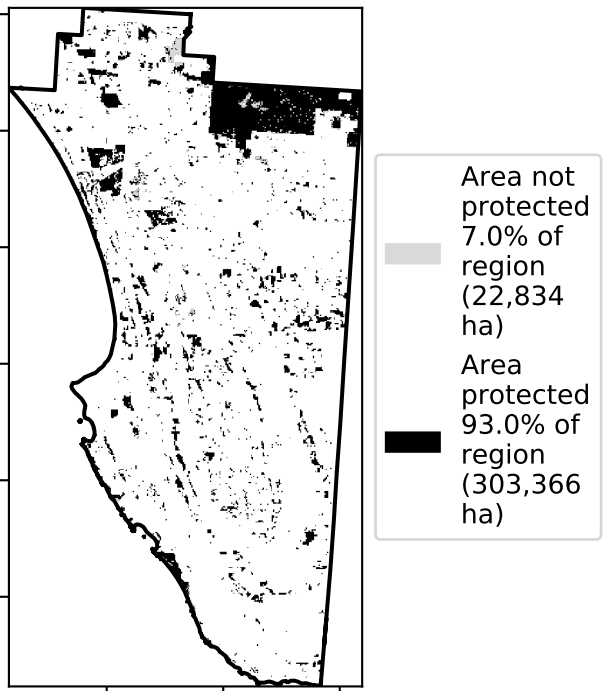 Area not
protected
7.0% of
region
(22,834
ha)
Area
protected
93.0% of
region
(303,366
ha)